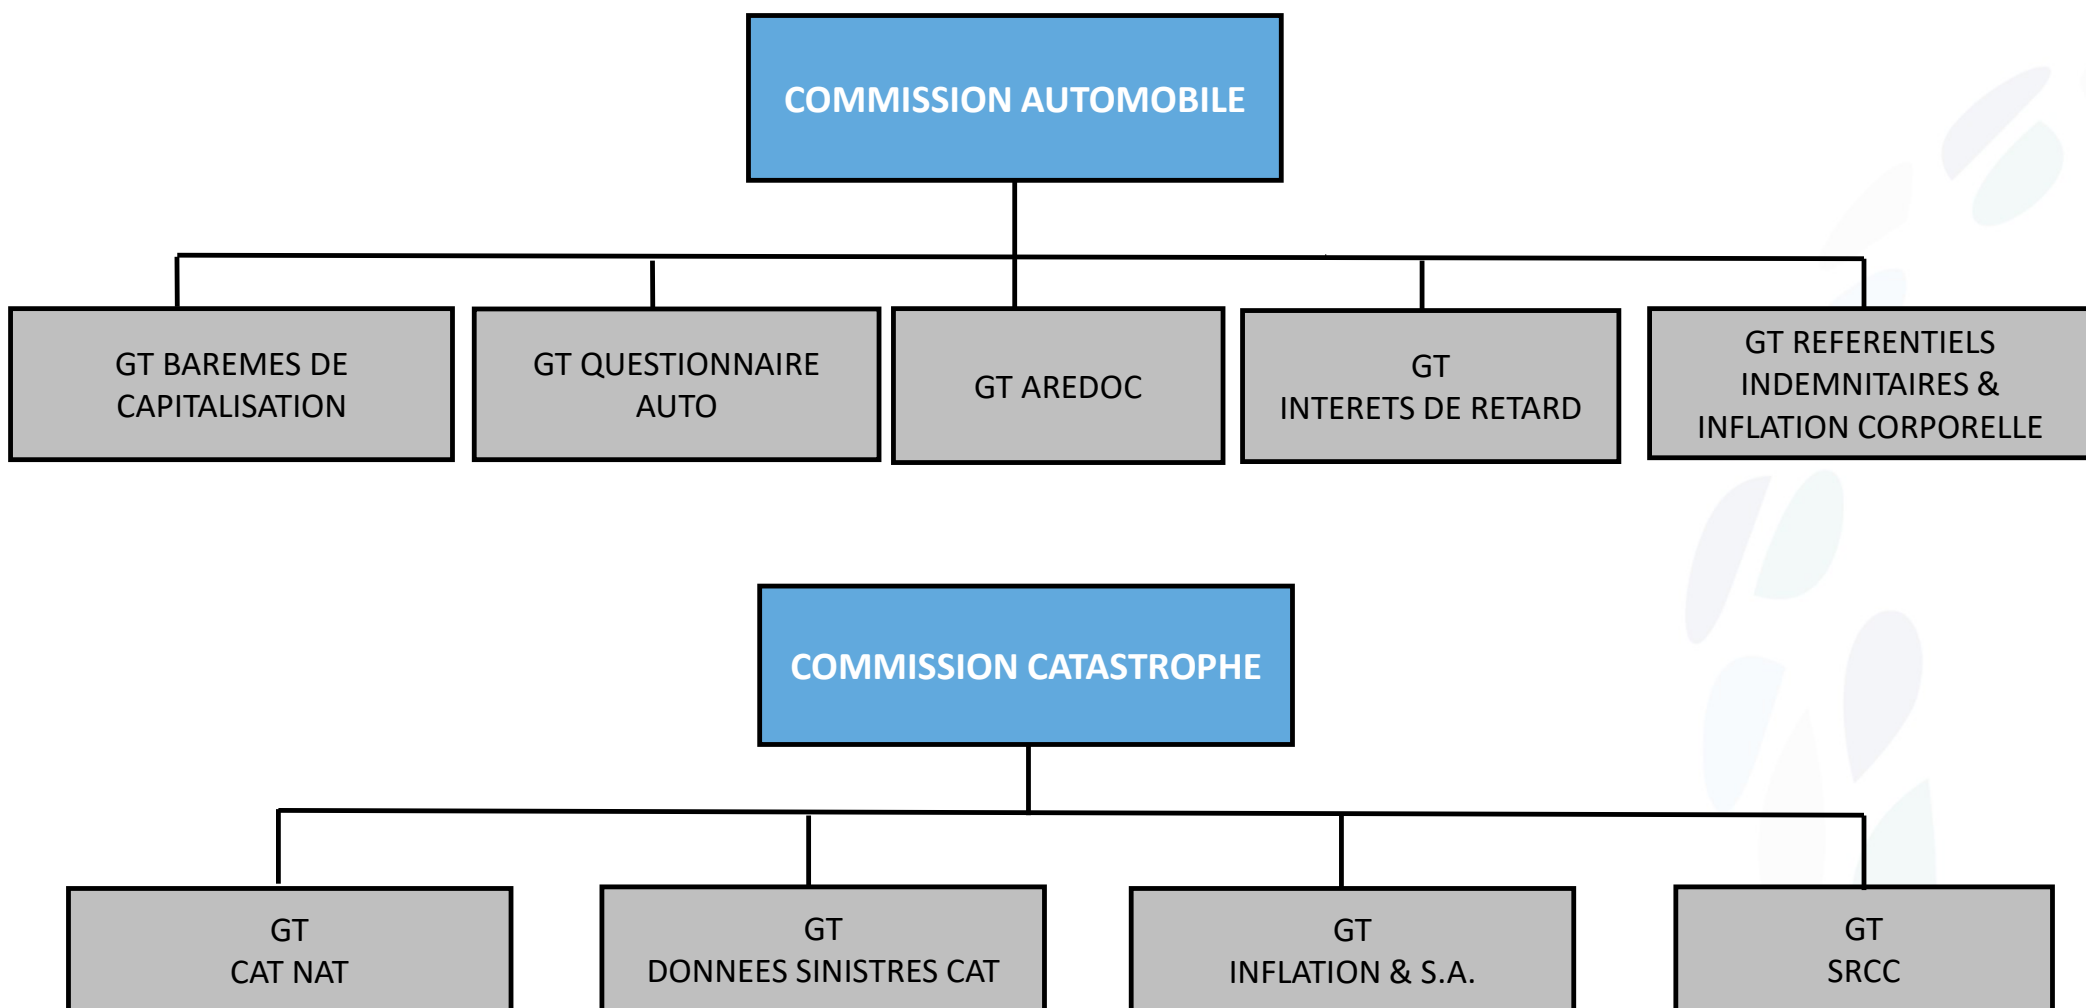 COMMISSION AUTOMOBILE
GT BAREMES DE
CAPITALISATION
GT QUESTIONNAIRE
AUTO
GT AREDOC
GT
INTERETS DE RETARD
GT REFERENTIELS
INDEMNITAIRES &
INFLATION CORPORELLE
COMMISSION CATASTROPHE
GT
CAT NAT
GT
DONNEES SINISTRES CAT
GT
INFLATION & S.A.
GT
SRCC